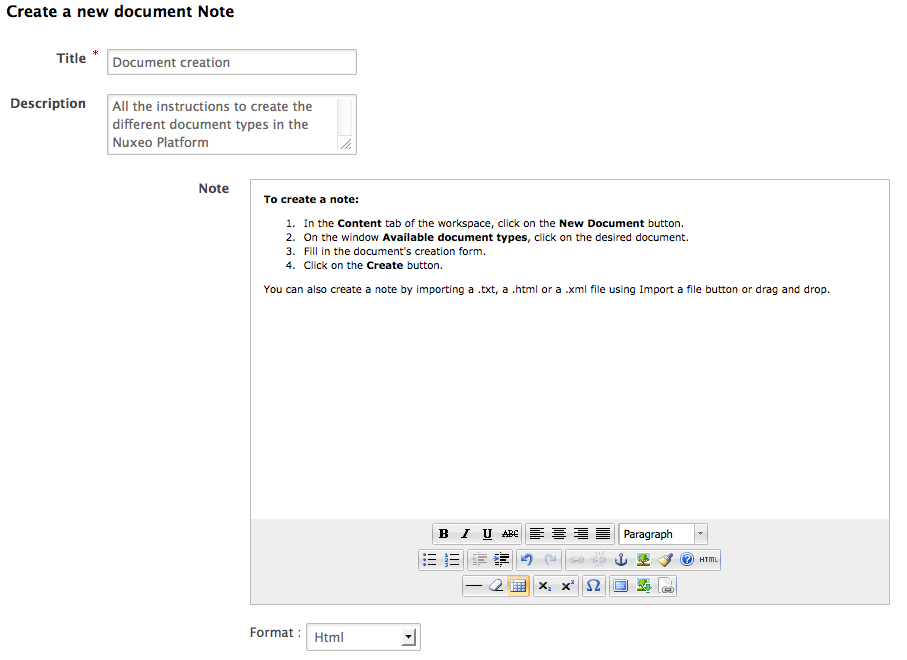 Create a new document Note
Title *
Document creation
Description
All the instructions to create the
different document types in the
Nuxeo Platform
Note
To create a note:
1. In the Content tab of the workspace, click on the New Document button.
2. On the window Available document types, click on the desired document.
3. Fill in the document's creation form.
4. Click on the Create button.
You can also create a note by importing a .txt, a .html or a .xml file using Import a file button or drag and drop.
B I U ABC Paragraph
HTML
x₂ x² Ω
Format : Html